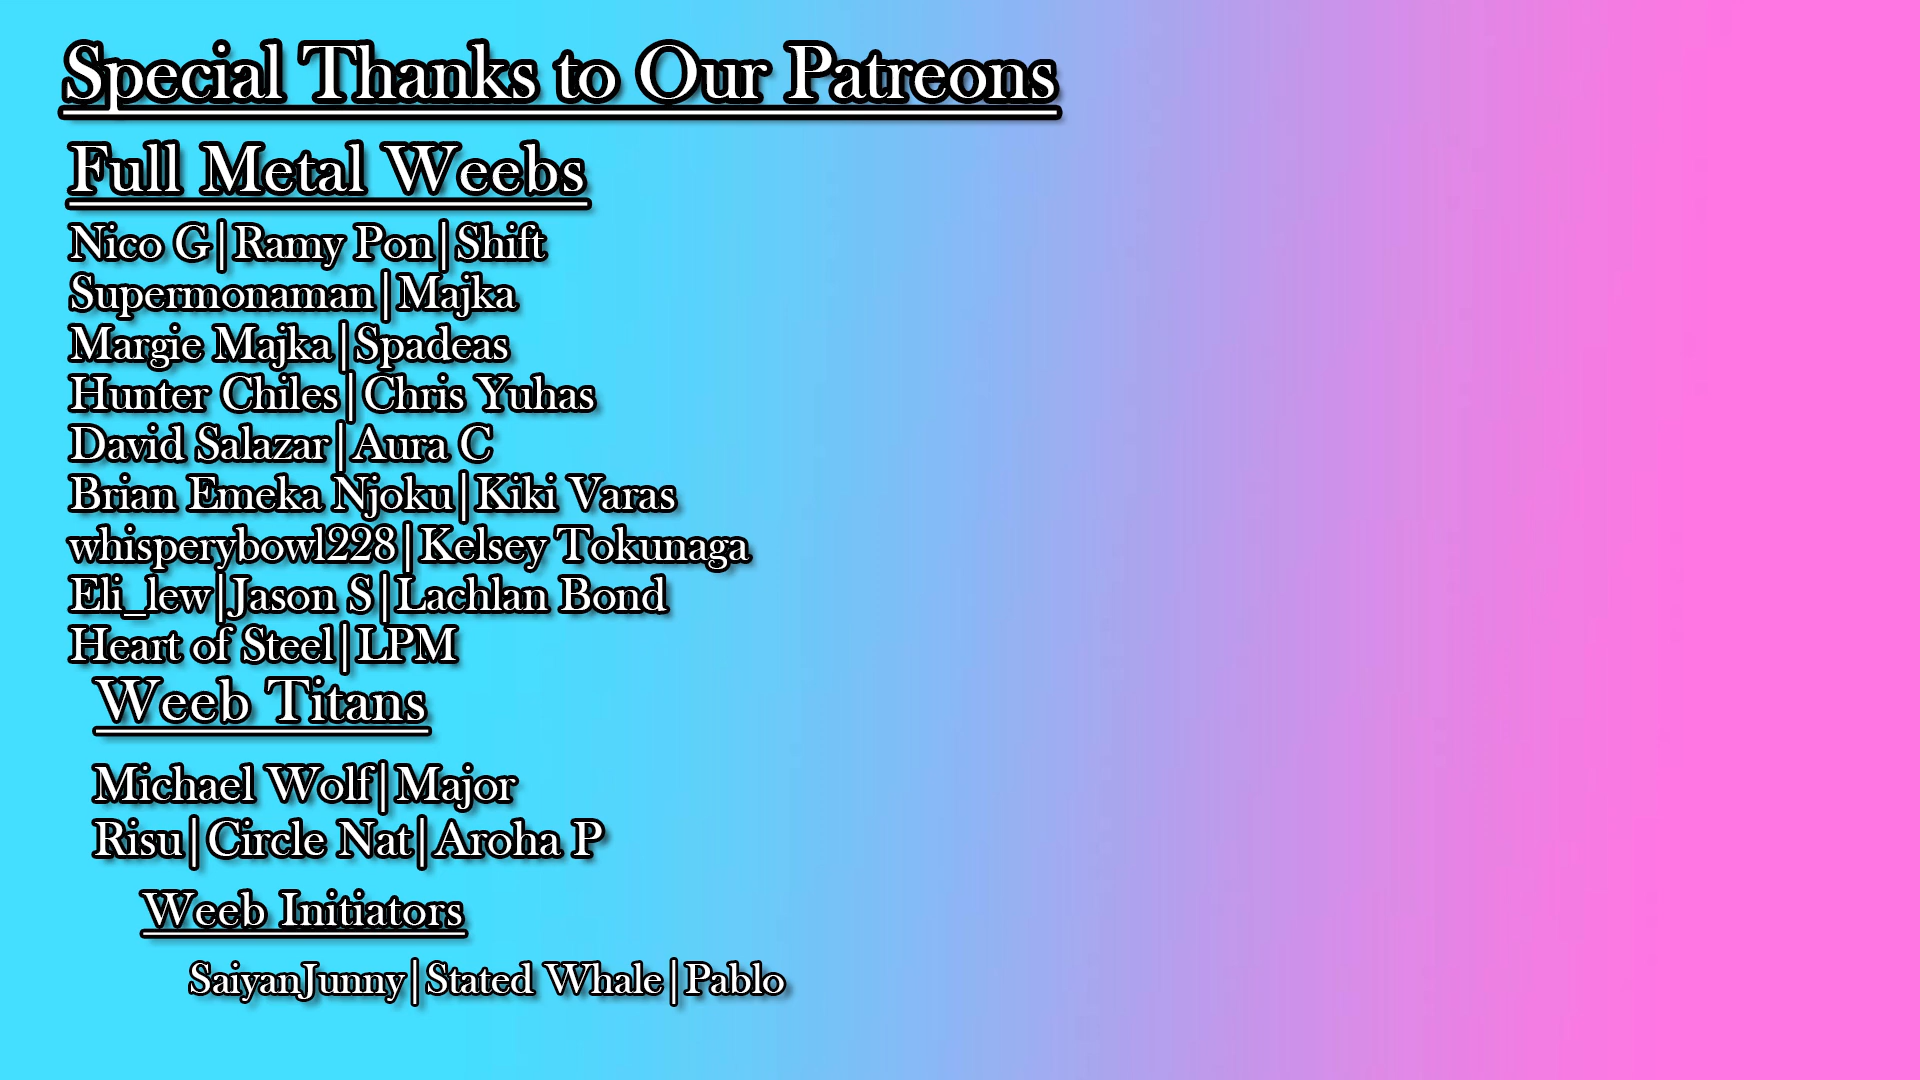 Special Thanks to Our Patreons
Full Metal Weebs
Nico G|Ramy Pon|Shift
Supermonaman|Majka
Margie Majka|Spadeas
Hunter Chiles|Chris Yuhas
David Salazar|Aura C
Brian Emeka Njoku|Kiki Varas
whisperybowl228|Kelsey Tokunaga
Eli_lew|Jason S|Lachlan Bond
Heart of Steel|LPM
Weeb Titans
Michael Wolf|Major
Risu|Circle Nat|Aroha P
Weeb Initiators
SaiyanJunny|Stated Whale|Pablo